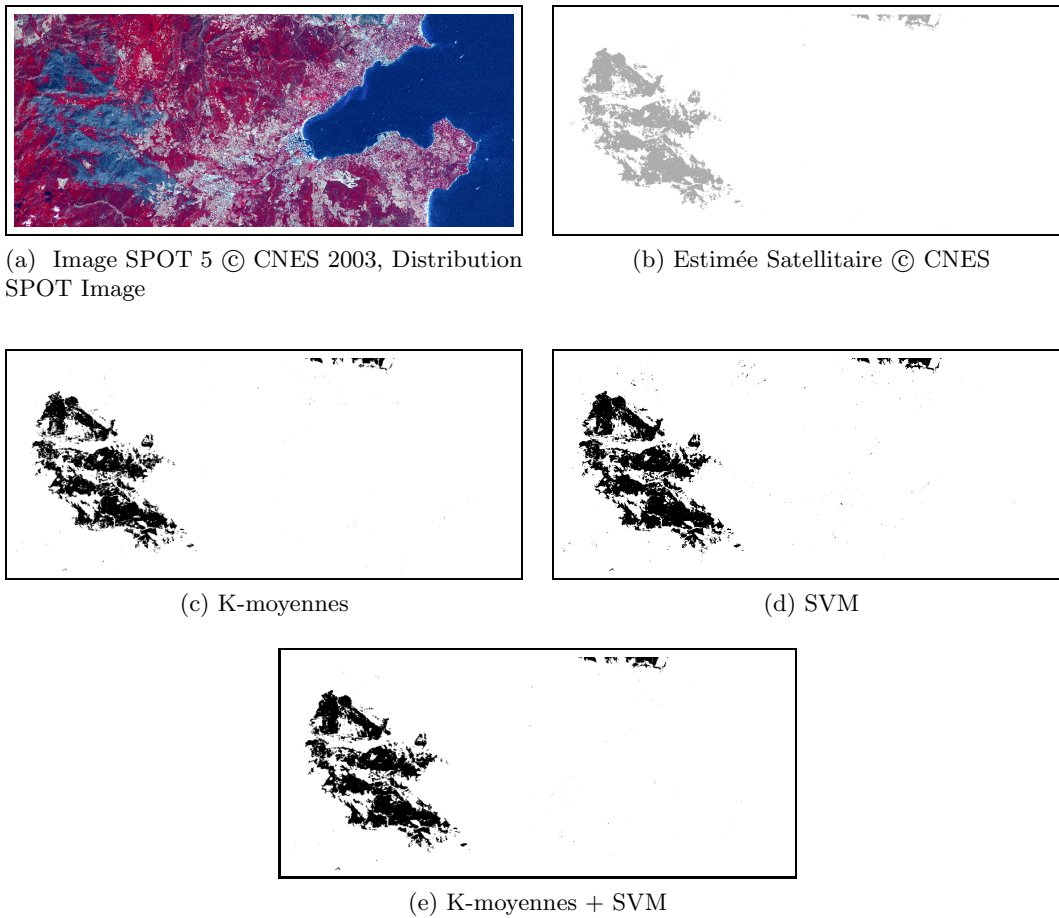 (a) Image SPOT 5 © CNES 2003, Distribution
SPOT Image
(b) Estimée Satellitaire © CNES
(c) K-moyennes
(d) SVM
(e) K-moyennes + SVM